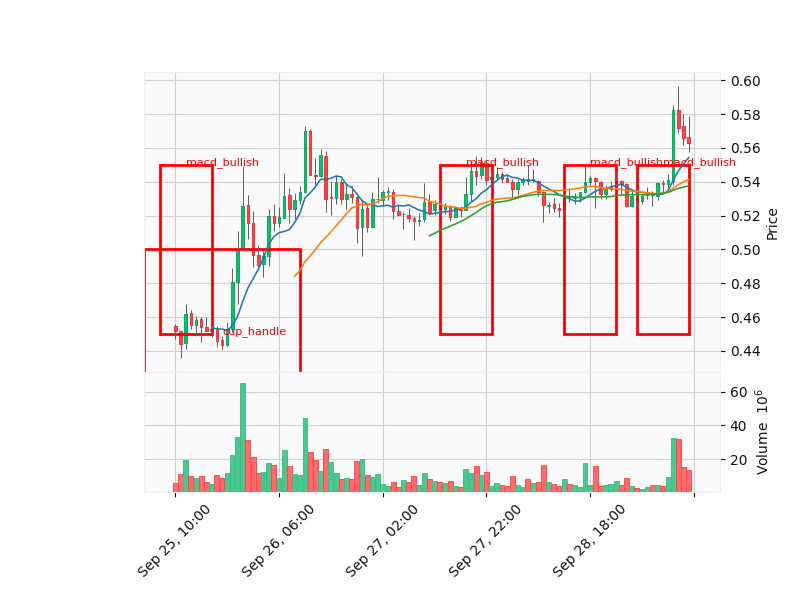 0.60
0.58
0.56
0.54
0.52
0.50
0.48
0.46
0.44
Price
macd_bullish
macd_bullish
macd_bullish
macd_bullish
cup_handle
60
40
20
Volume 10^6
Sep 25, 10:00
Sep 26, 06:00
Sep 27, 02:00
Sep 27, 22:00
Sep 28, 18:00